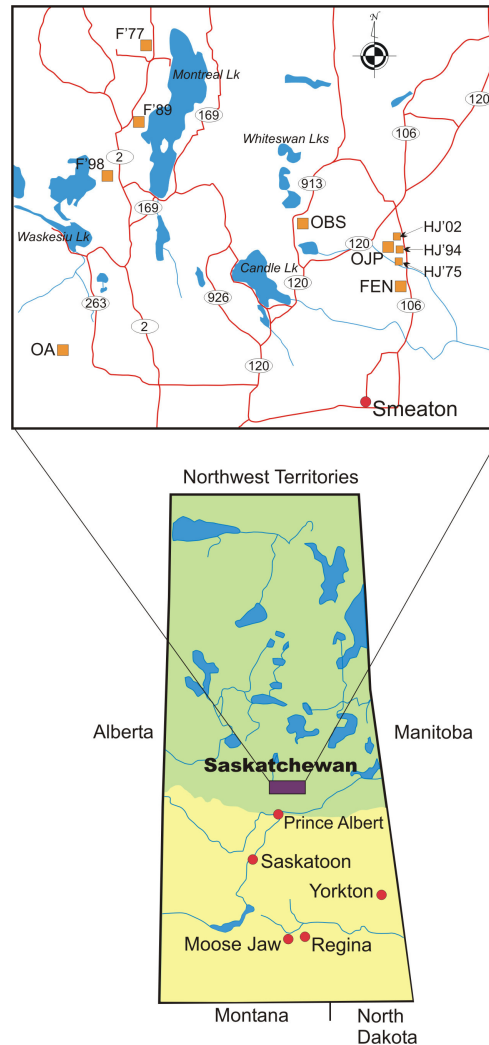 N
F'77
Montreal Lk
120
F'89
169
106
2
Whiteswan Lks
F'98
913
169
OBS
HJ'02
Waskesiu Lk
120
OJP
HJ'94
HJ'75
Candle Lk
120
FEN
263
926
106
2
OA
120
Smeaton
Northwest Territories
Alberta
Manitoba
Saskatchewan
Prince Albert
Saskatoon
Yorkton
Moose Jaw
Regina
Montana
North
Dakota